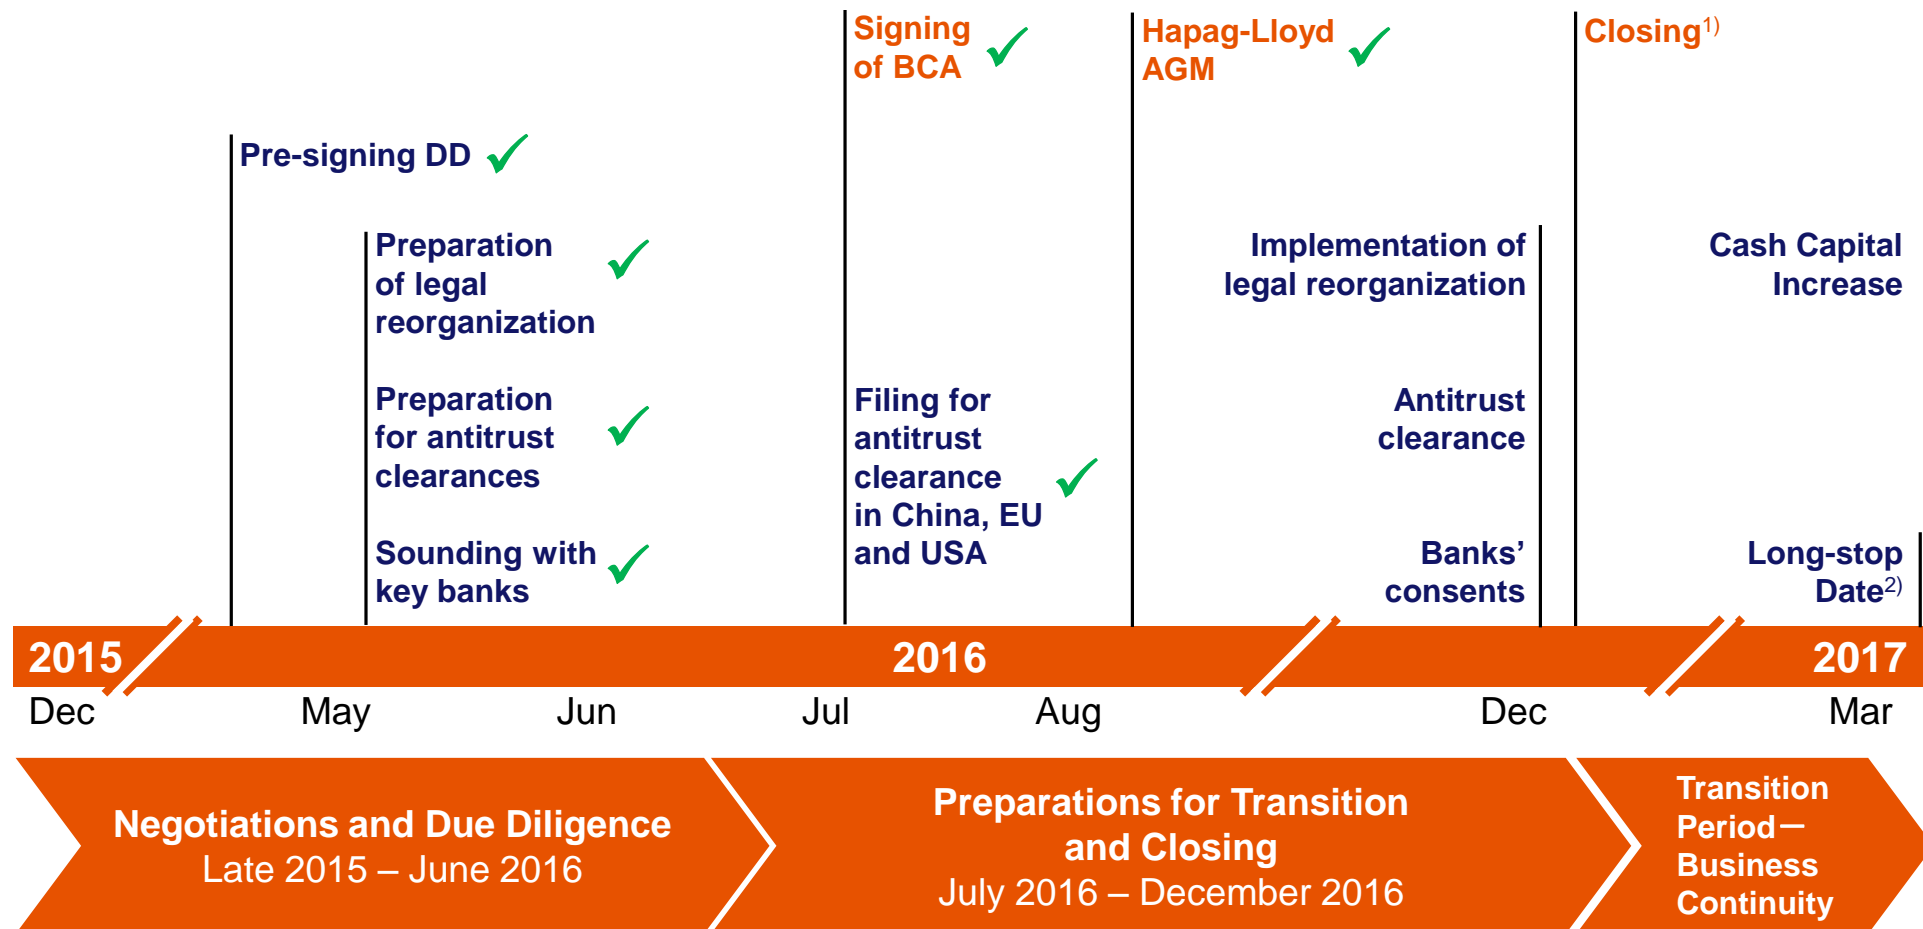 Signing
of BCA
Hapag-Lloyd
AGM
Closing1)
Pre-signing DD
Preparation
of legal
reorganization
Implementation of
legal reorganization
Cash Capital
Increase
Preparation
for antitrust
clearances
Filing for
antitrust
clearance
in China, EU
and USA
Antitrust
clearance
Sounding with
key banks
Banks’
consents
Long-stop
Date2)
2015
2016
2017
Dec
May
Jun
Jul
Aug
Dec
Mar
Negotiations and Due Diligence
Late 2015 – June 2016
Preparations for Transition
and Closing
July 2016 – December 2016
Transition
Period—
Business
Continuity